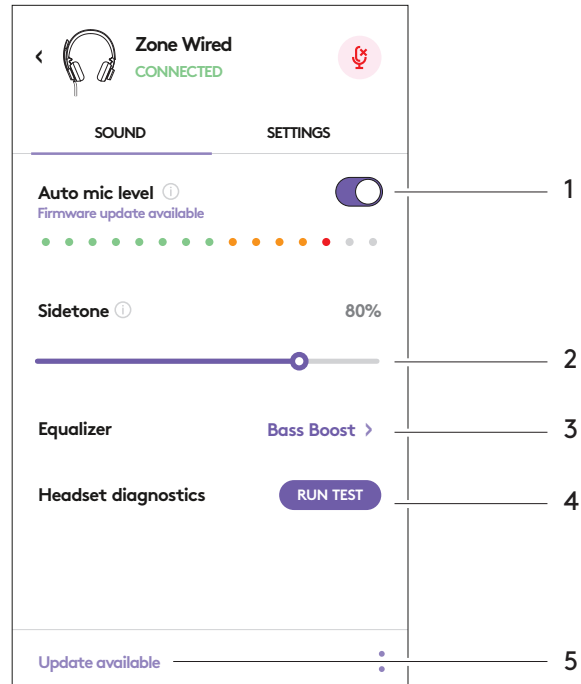 Zone Wired
CONNECTED
SOUND SETTINGS
Auto mic level 1
Firmware update available
Sidetone 80%
2
Equalizer Bass Boost 3
Headset diagnostics RUN TEST 4
Update available 5